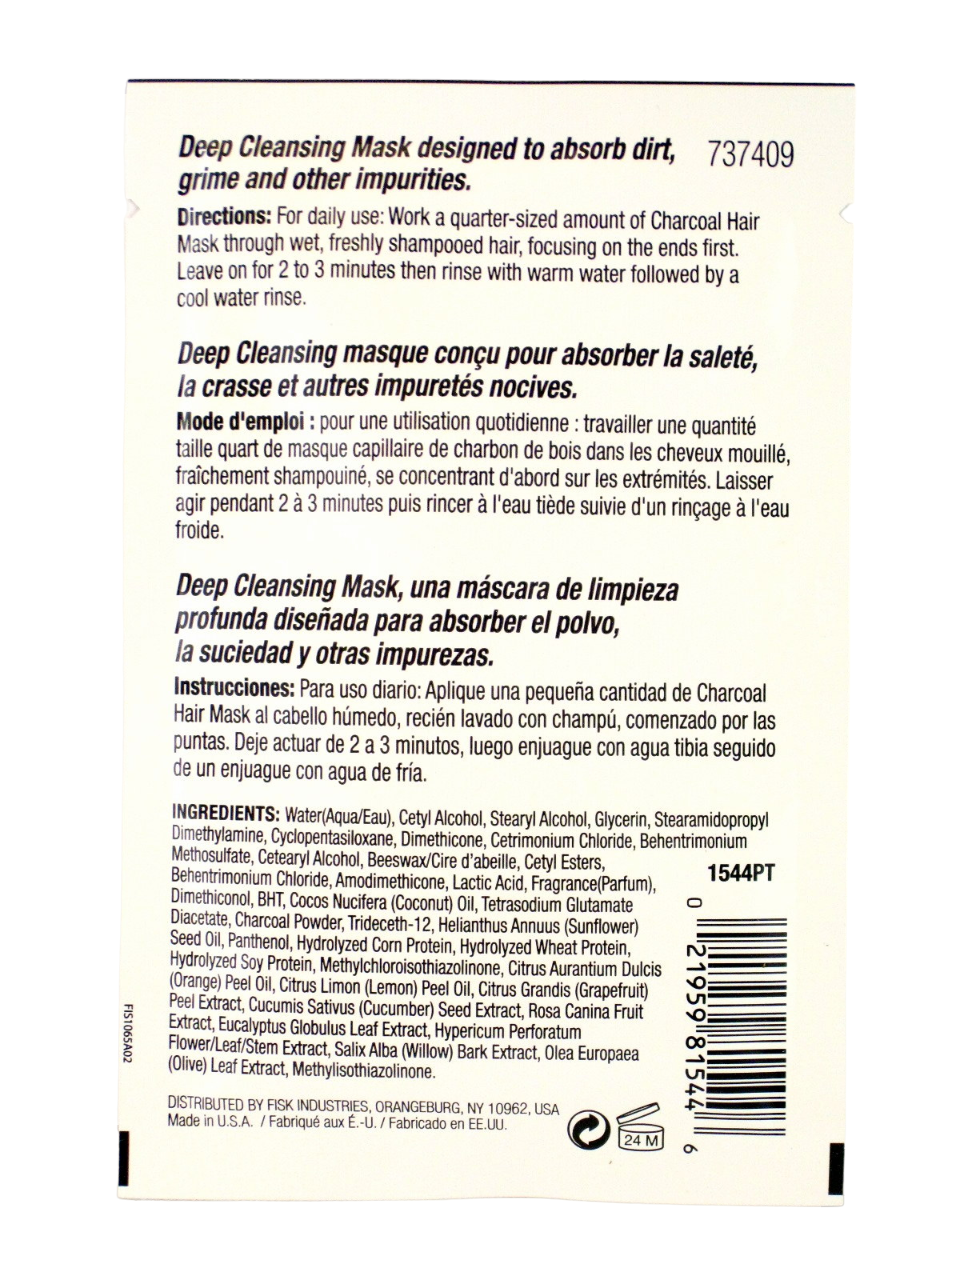 Deep Cleansing Mask designed to absorb dirt, 737409
grime and other impurities.
Directions: For daily use: Work a quarter-sized amount of Charcoal Hair
Mask through wet, freshly shampooed hair, focusing on the ends first.
Leave on for 2 to 3 minutes then rinse with warm water followed by a
cool water rinse.
Deep Cleansing masque conçu pour absorber la saleté,
la crasse et autres impuretés nocives.
Mode d'emploi : pour une utilisation quotidienne : travailler une quantité
taille quart de masque capillaire de charbon de bois dans les cheveux mouillé,
fraîchement shampouiné, se concentrant d'abord sur les extrémités. Laisser
agir pendant 2 à 3 minutes puis rincer à l'eau tiède suivie d'un rinçage à l'eau
froide.
Deep Cleansing Mask, una máscara de limpieza
profunda diseñada para absorber el polvo,
la suciedad y otras impurezas.
Instrucciones: Para uso diario: Aplique una pequeña cantidad de Charcoal
Hair Mask al cabello húmedo, recién lavado con champú, comenzado por las
puntas. Deje actuar de 2 a 3 minutos, luego enjuague con agua tibia seguido
de un enjuague con agua de fría.
INGREDIENTS: Water(Aqua/Eau), Cetyl Alcohol, Stearyl Alcohol, Glycerin, Stearamidopropyl
Dimethylamine, Cyclopentasiloxane, Dimethicone, Cetrimonium Chloride, Behentrimonium
Methosulfate, Cetearyl Alcohol, Beeswax/Cire d'abeille, Cetyl Esters,
Behentrimonium Chloride, Amodimethicone, Lactic Acid, Fragrance(Parfum),
Dimethiconol, BHT, Cocos Nucifera (Coconut) Oil, Tetrasodium Glutamate
Diacetate, Charcoal Powder, Trideceth-12, Helianthus Annuus (Sunflower)
Seed Oil, Panthenol, Hydrolyzed Corn Protein, Hydrolyzed Wheat Protein,
Hydrolyzed Soy Protein, Methylchloroisothiazolinone, Citrus Aurantium Dulcis
(Orange) Peel Oil, Citrus Limon (Lemon) Peel Oil, Citrus Grandis (Grapefruit)
Peel Extract, Cucumis Sativus (Cucumber) Seed Extract, Rosa Canina Fruit
Extract, Eucalyptus Globulus Leaf Extract, Hypericum Perforatum
Flower/Leaf/Stem Extract, Salix Alba (Willow) Bark Extract, Olea Europaea
(Olive) Leaf Extract, Methylisothiazolinone.
1544PT
0 21959 81544 6
FIS1065A02
DISTRIBUTED BY FISK INDUSTRIES, ORANGEBURG, NY 10962, USA
Made in U.S.A. / Fabriqué aux É.-U. / Fabricado en EE.UU.
24 M